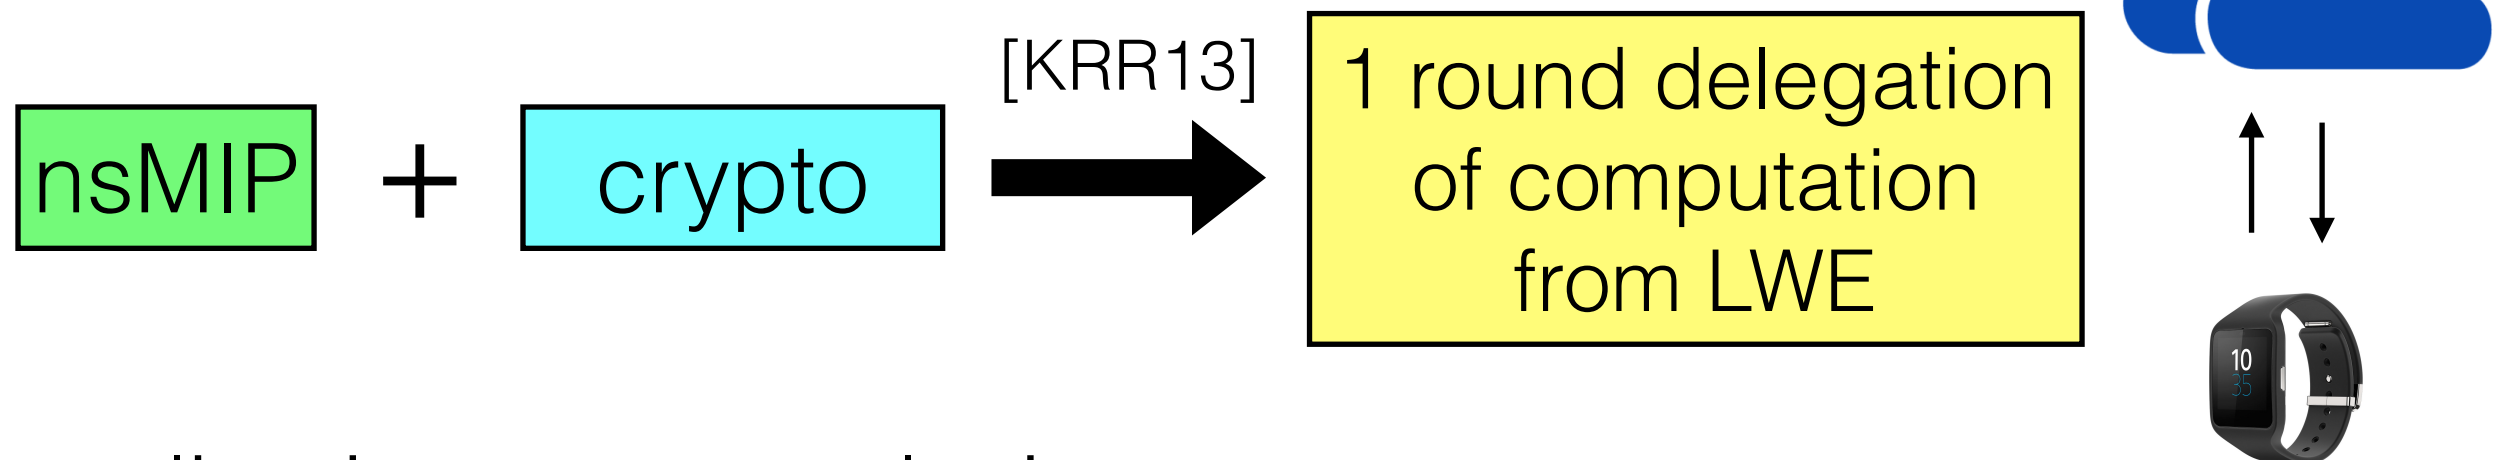 nsMIP + crypto
[KRR13]
1 round delegation
of computation
from LWE
10
35